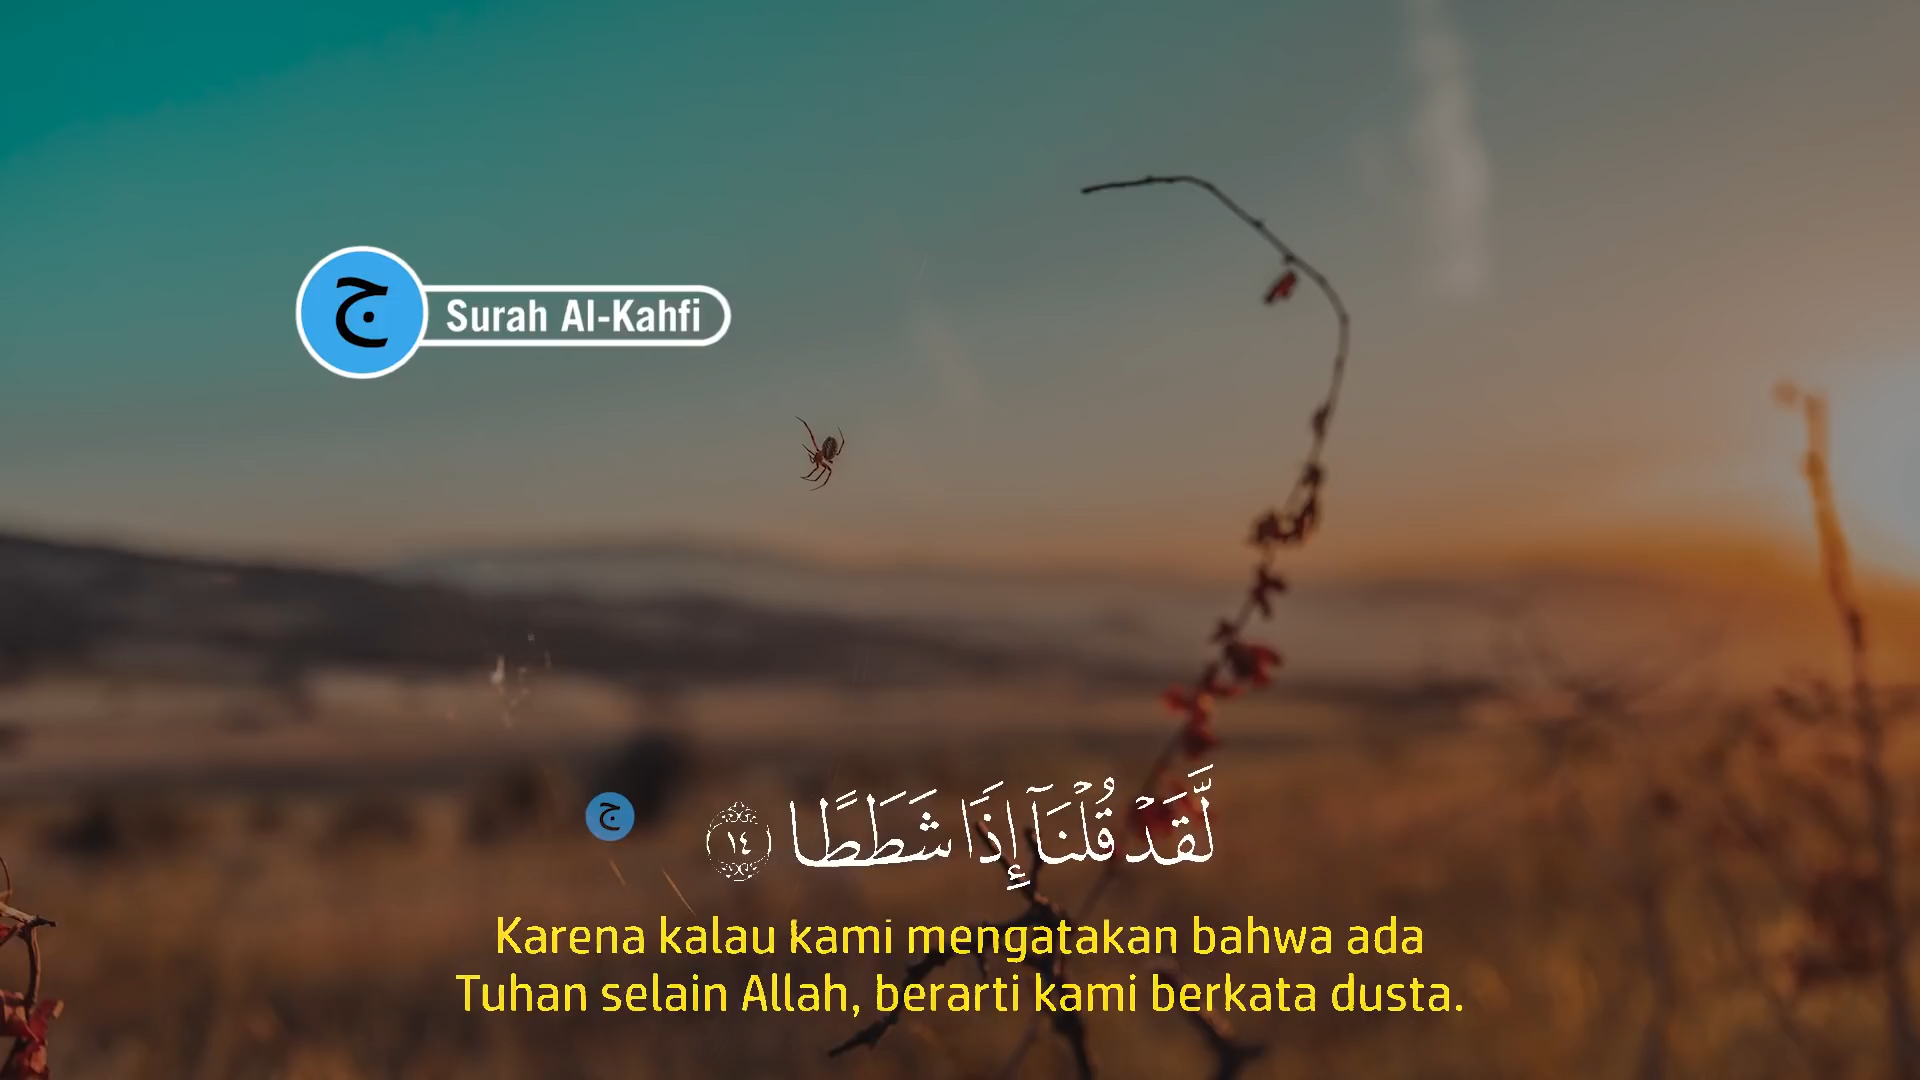 ج
Surah Al-Kahfi
ج
لَّقَدْ قُلْنَآ إِذًا شَطَطًا ١٤
Karena kalau kami mengatakan bahwa ada
Tuhan selain Allah, berarti kami berkata dusta.